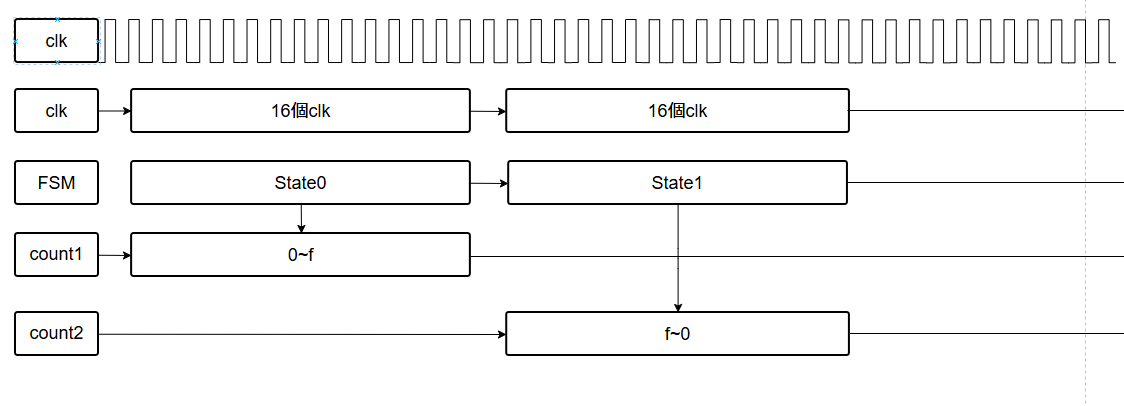 clk
clk
16個clk
16個clk
FSM
State0
State1
count1
0~f
count2
f~0